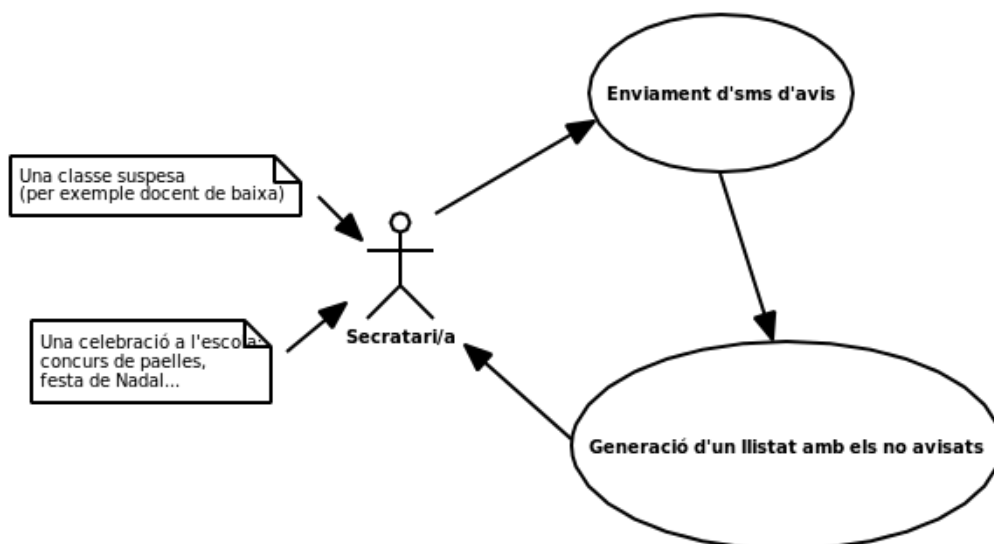 Enviament d'sms d'avis
Una classe suspesa
(per exemple docent de baixa)
Secratari/a
Una celebració a l'escola:
concurs de paelles,
festa de Nadal...
Generació d'un llistat amb els no avisats